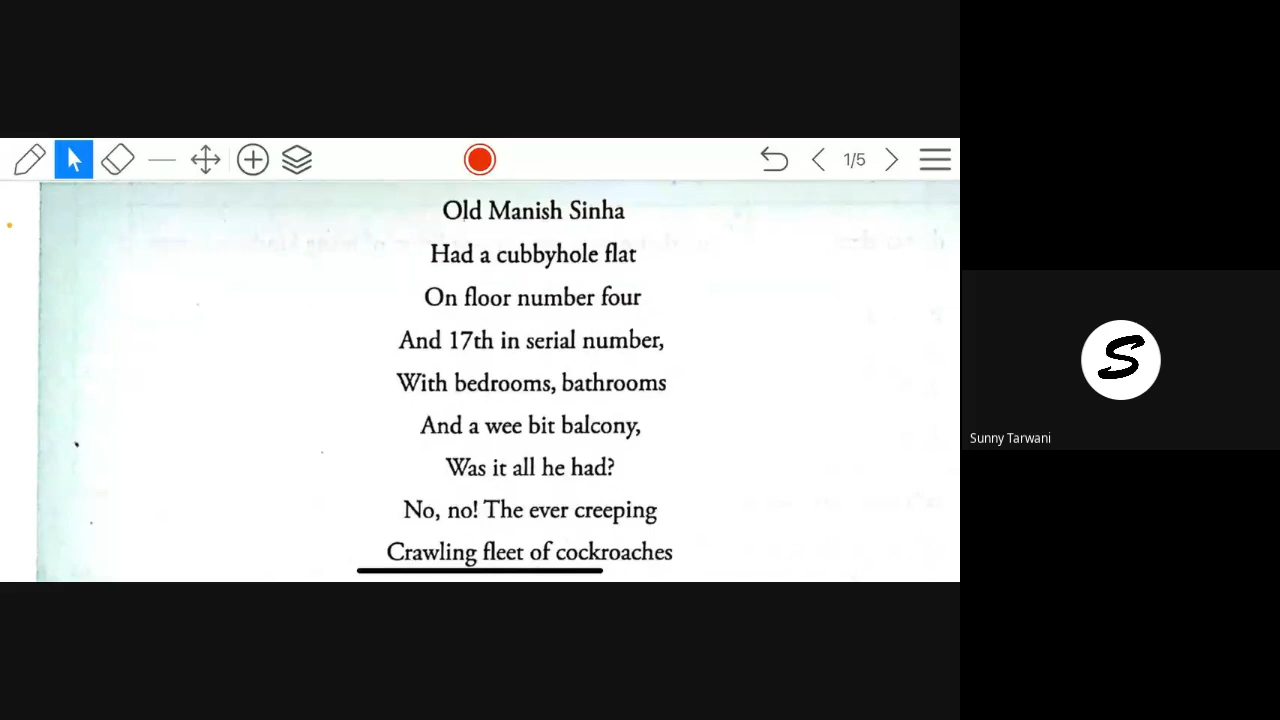 1/5
Old Manish Sinha
Had a cubbyhole flat
On floor number four
And 17th in serial number,
With bedrooms, bathrooms
And a wee bit balcony,
Was it all he had?
No, no! The ever creeping
Crawling fleet of cockroaches
S
Sunny Tarwani